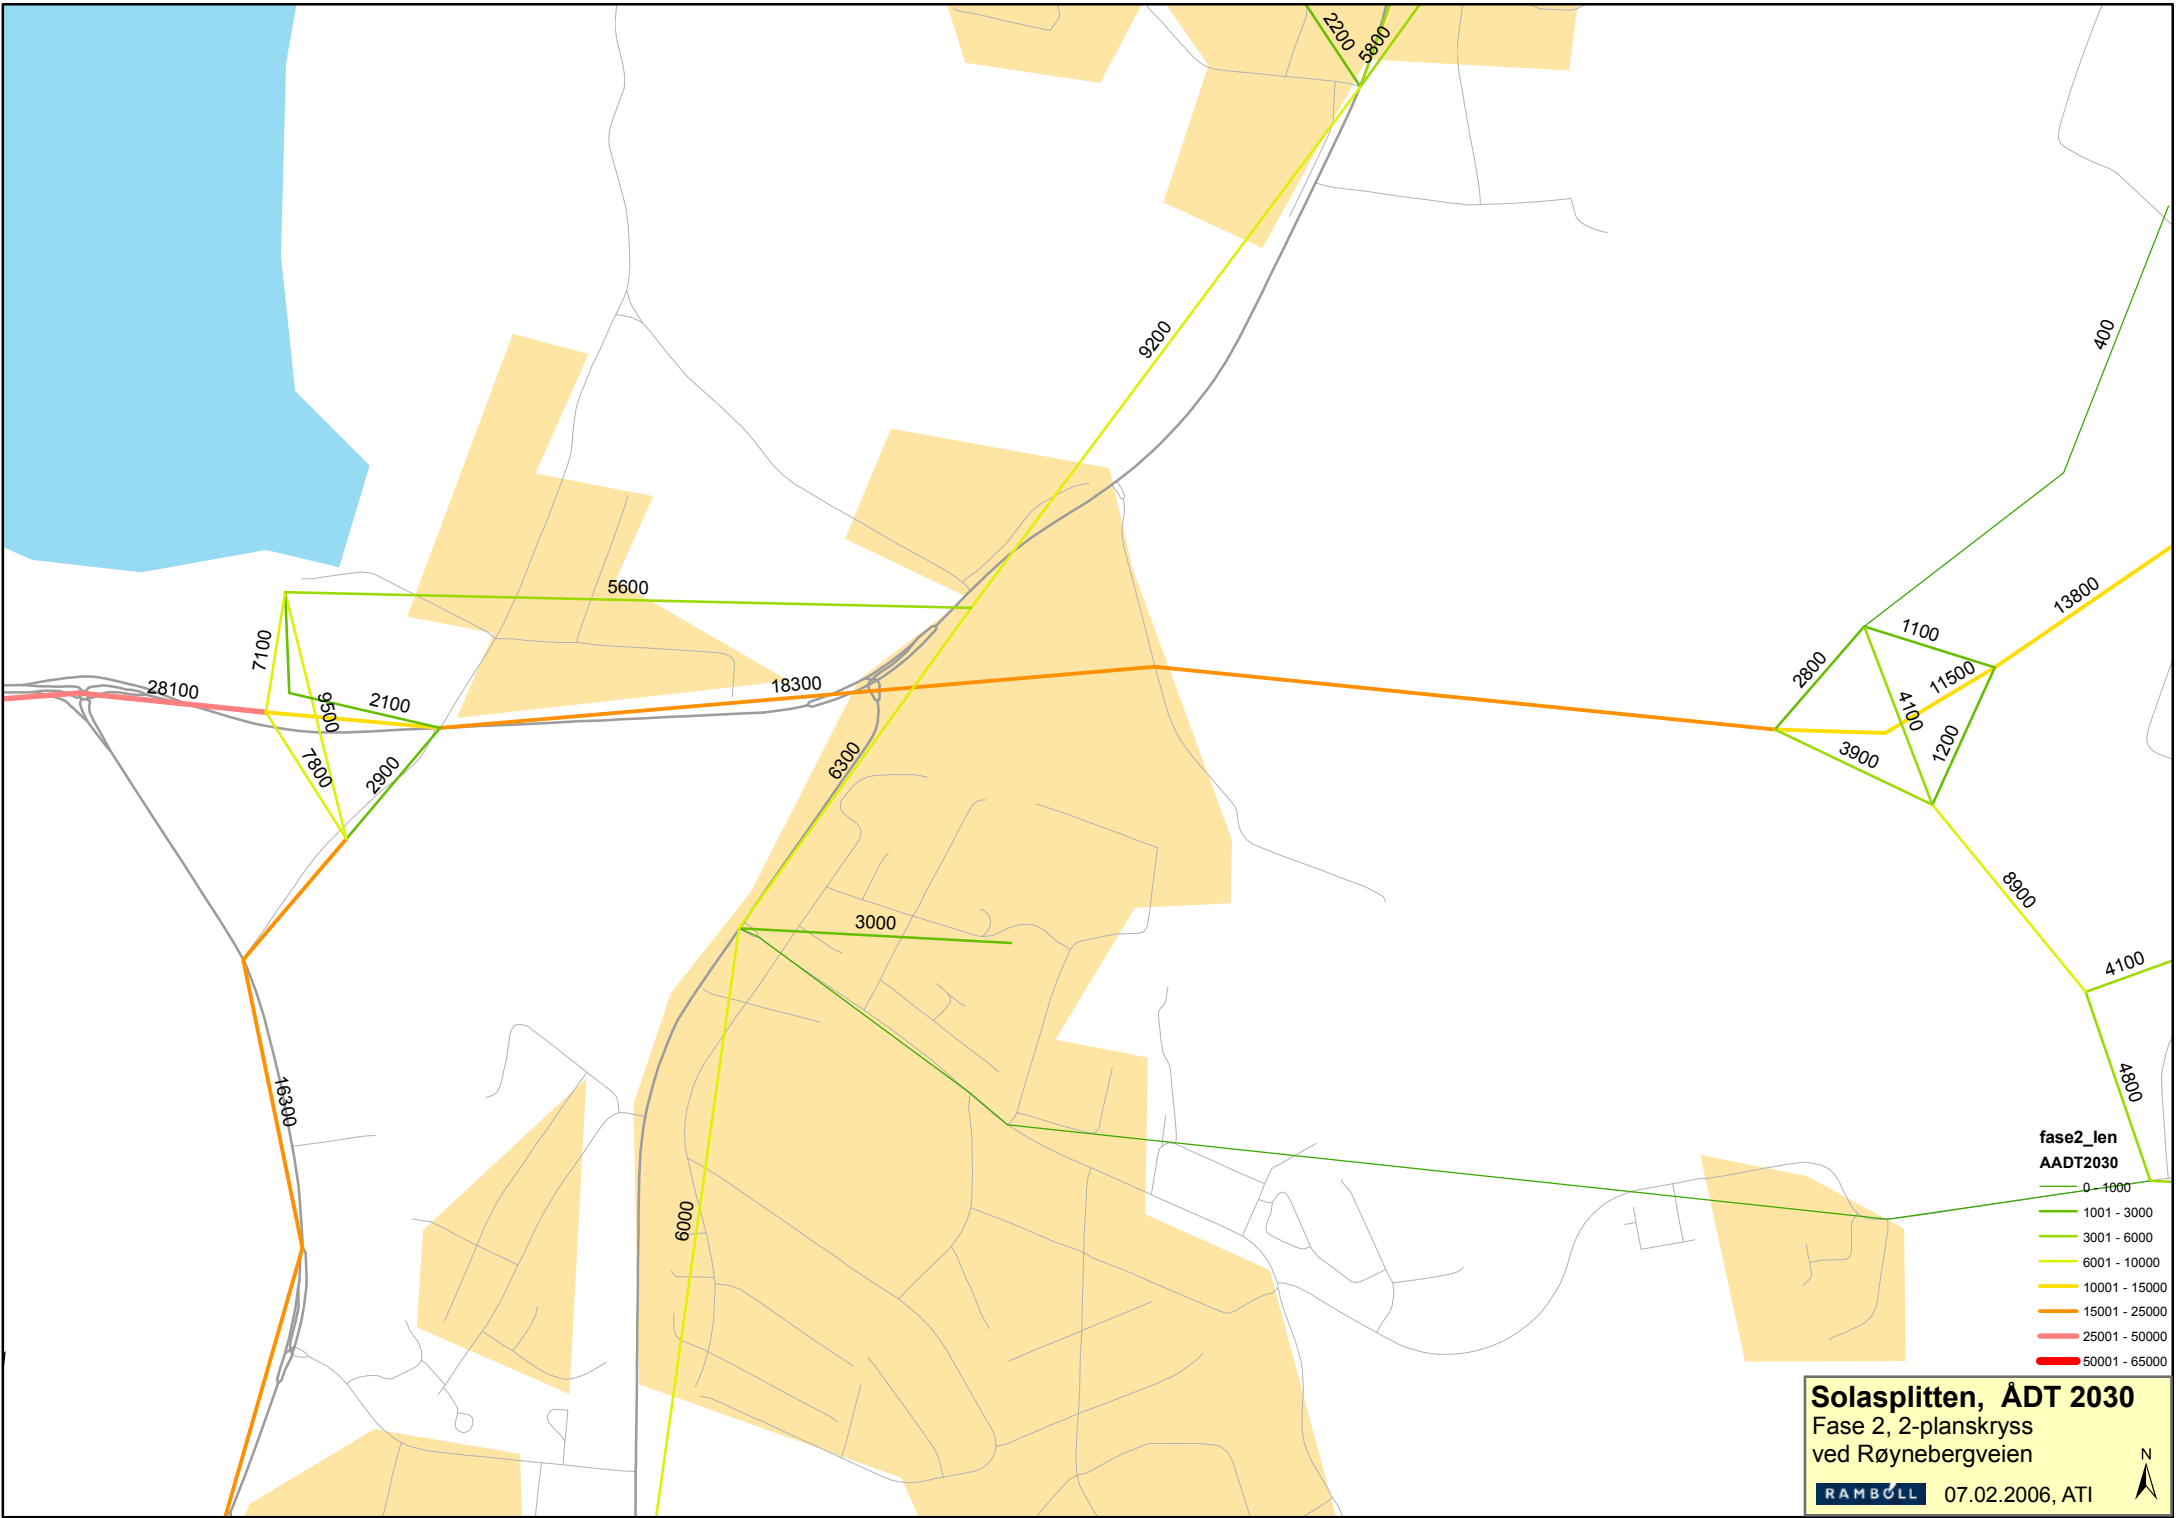 2200
5800
9200
400
5600
7100
28100
2100
9500
18300
7800
2900
6300
13800
1100
2800
11500
4100
1200
3900
8900
3000
4100
16300
4800
6000
fase2_len
AADT2030
0 - 1000
1001 - 3000
3001 - 6000
6001 - 10000
10001 - 15000
15001 - 25000
25001 - 50000
50001 - 65000
Solasplitten, ÅDT 2030
Fase 2, 2-planskryss
ved Røynebergveien
N
RAMBOLL 07.02.2006, ATI